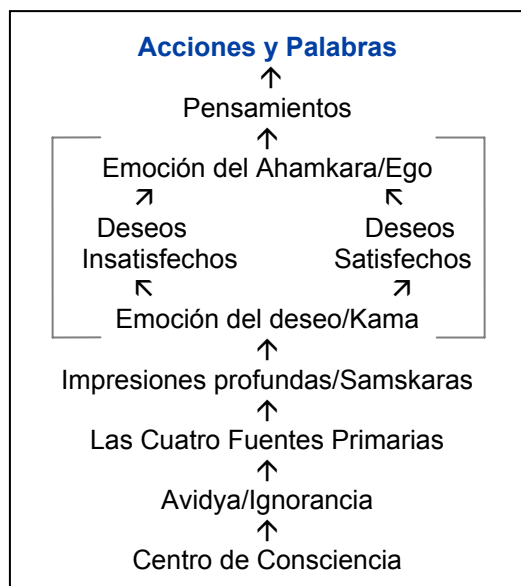 Acciones y Palabras
↑
Pensamientos
↑
Emoción del Ahamkara/Ego
↗ ↖
Deseos Deseos
Insatisfechos Satisfechos
↖ ↗
Emoción del deseo/Kama
↑
Impresiones profundas/Samskaras
↑
Las Cuatro Fuentes Primarias
↑
Avidya/Ignorancia
↑
Centro de Consciencia